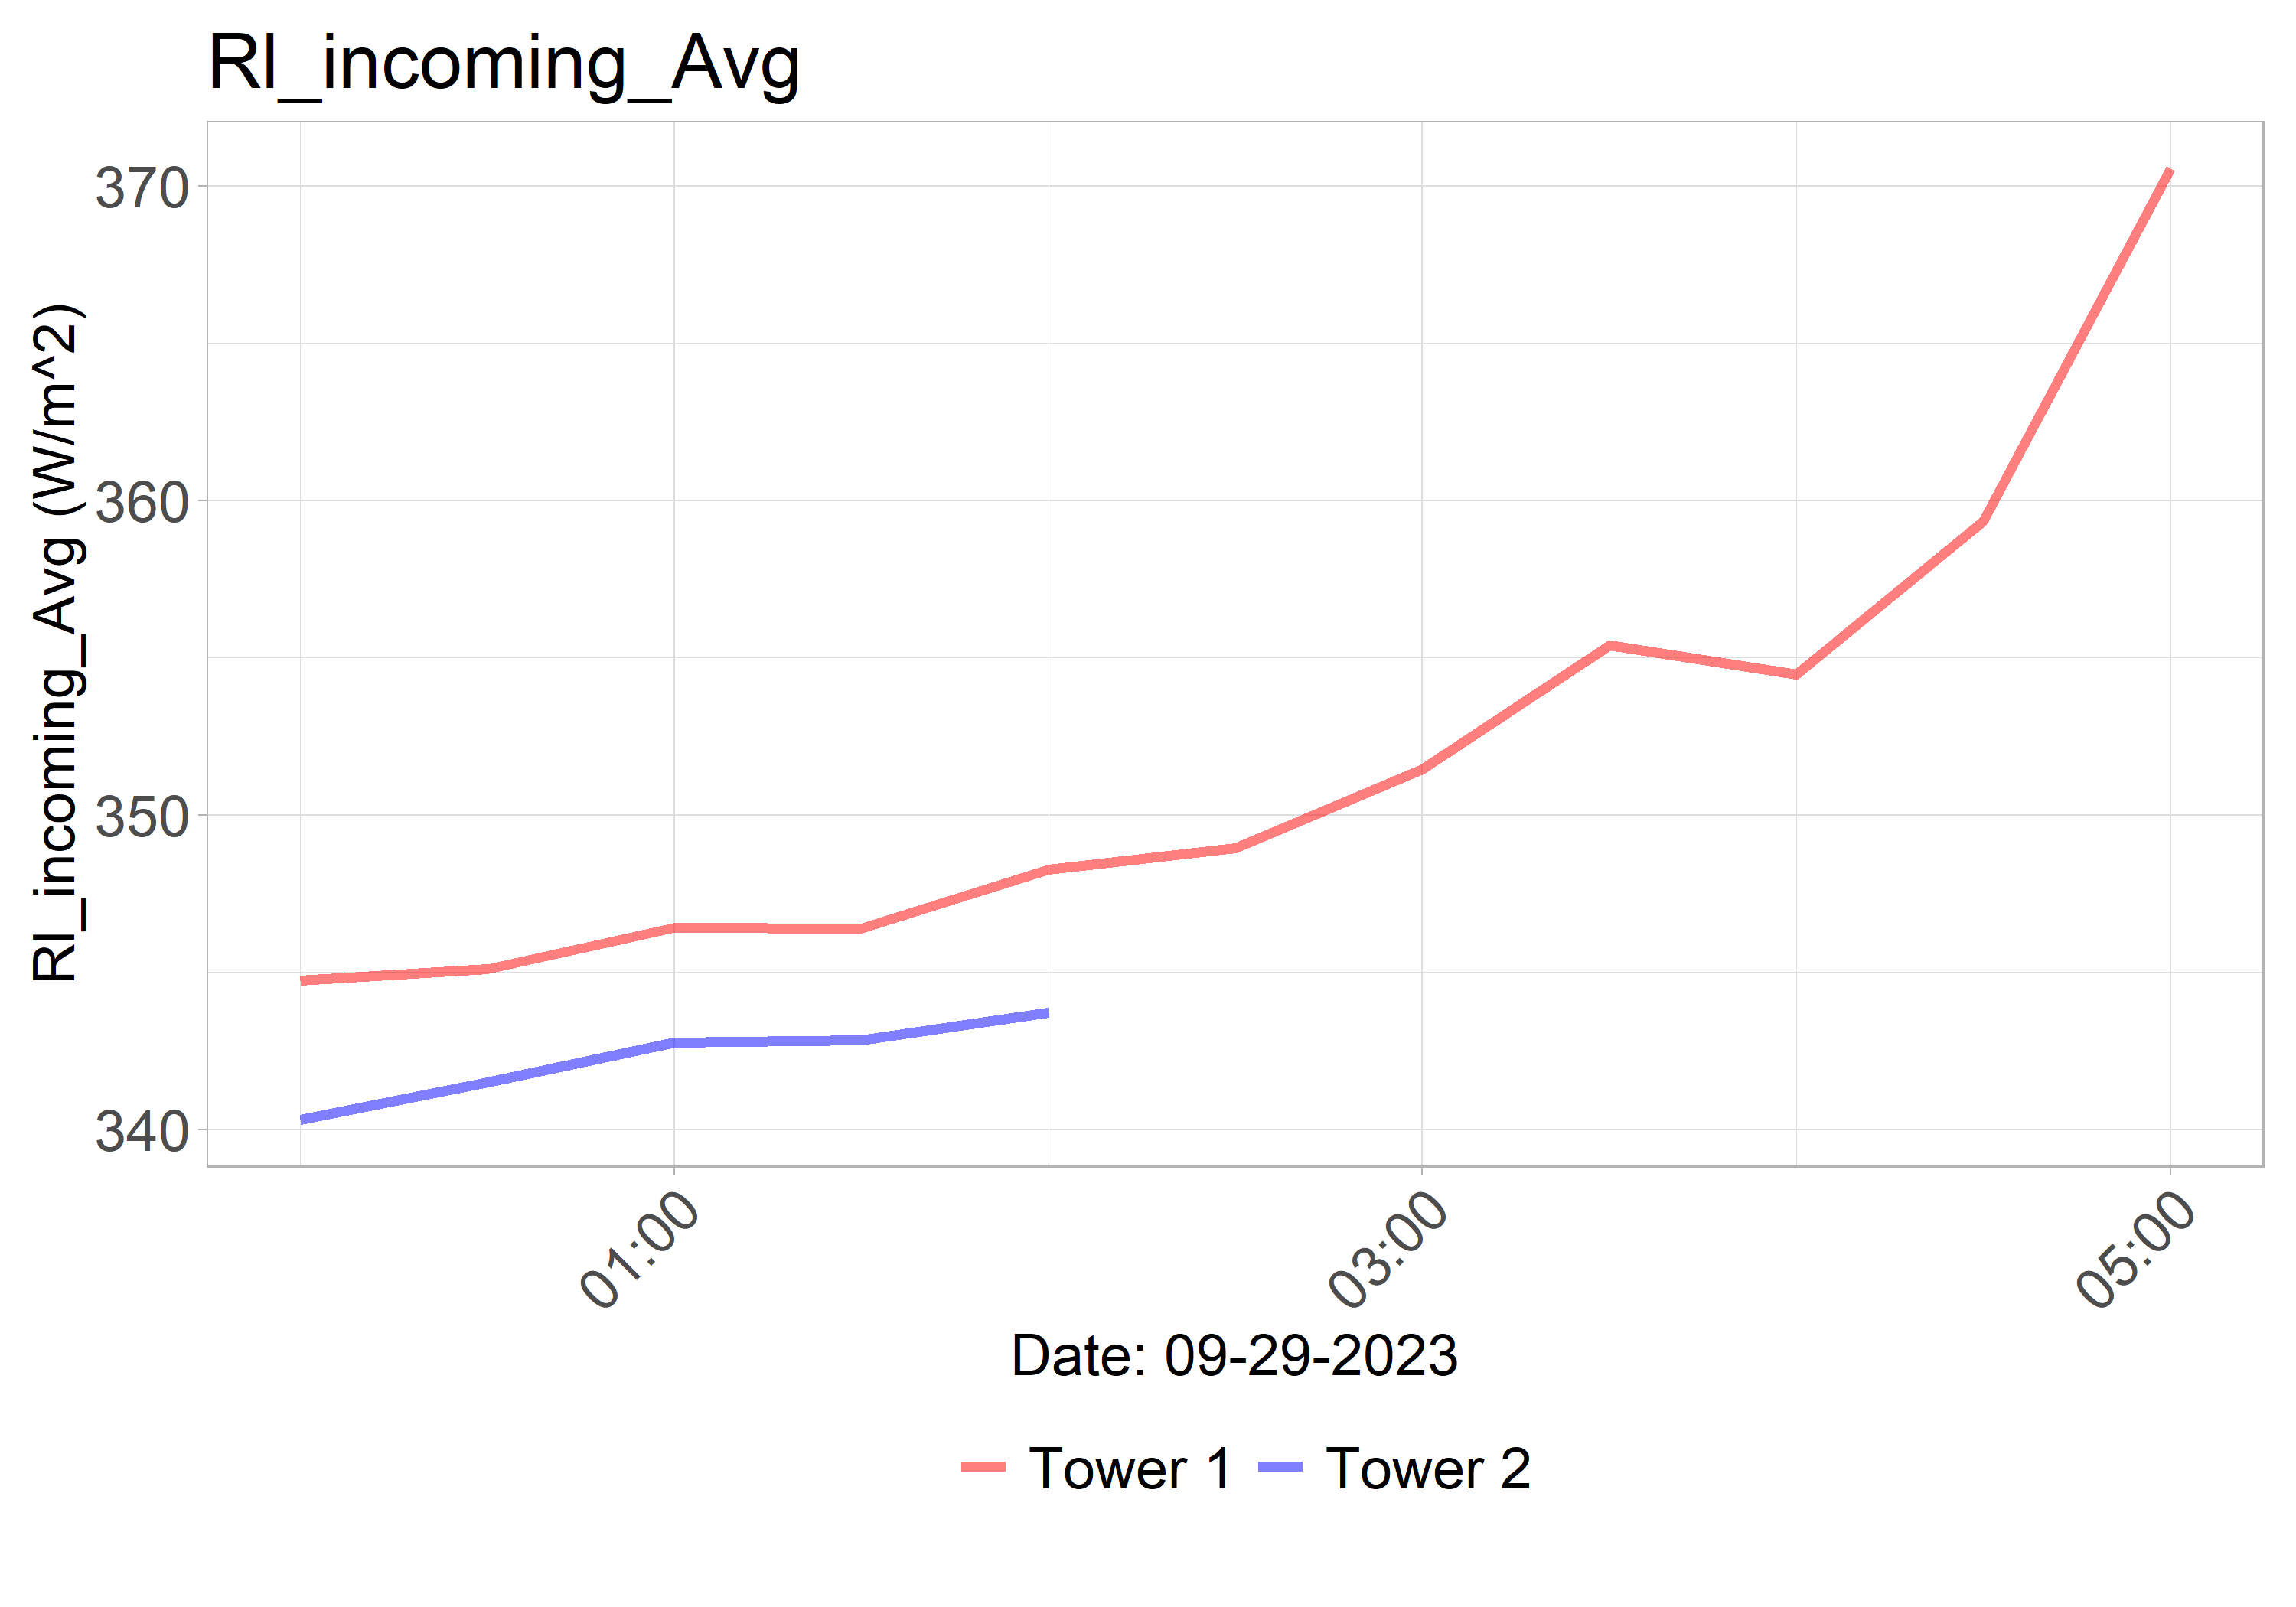 Rl_incoming_Avg
Rl_incoming_Avg (W/m^2)
370
360
350
340
01:00
03:00
05:00
Date: 09-29-2023
Tower 1
Tower 2